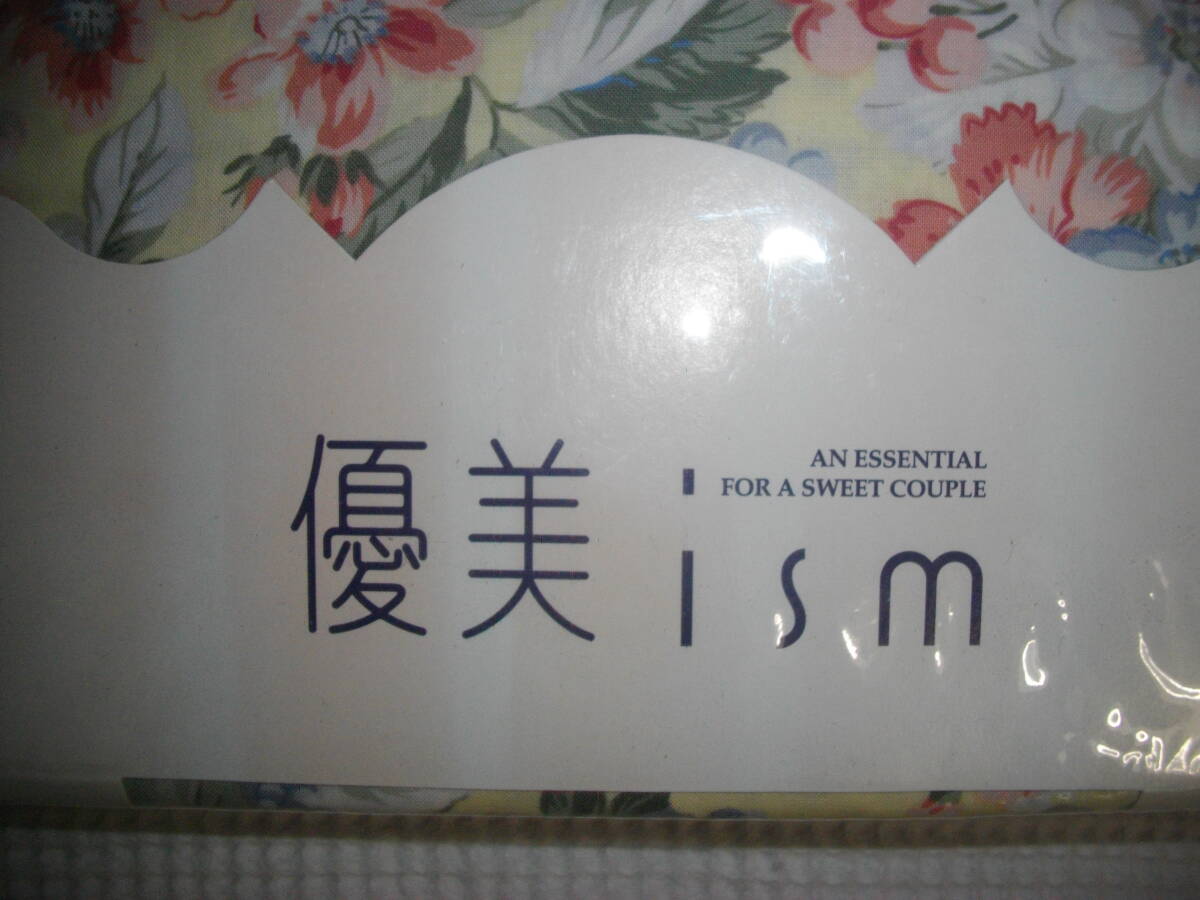 優美ism
AN ESSENTIAL
FOR A SWEET COUPLE